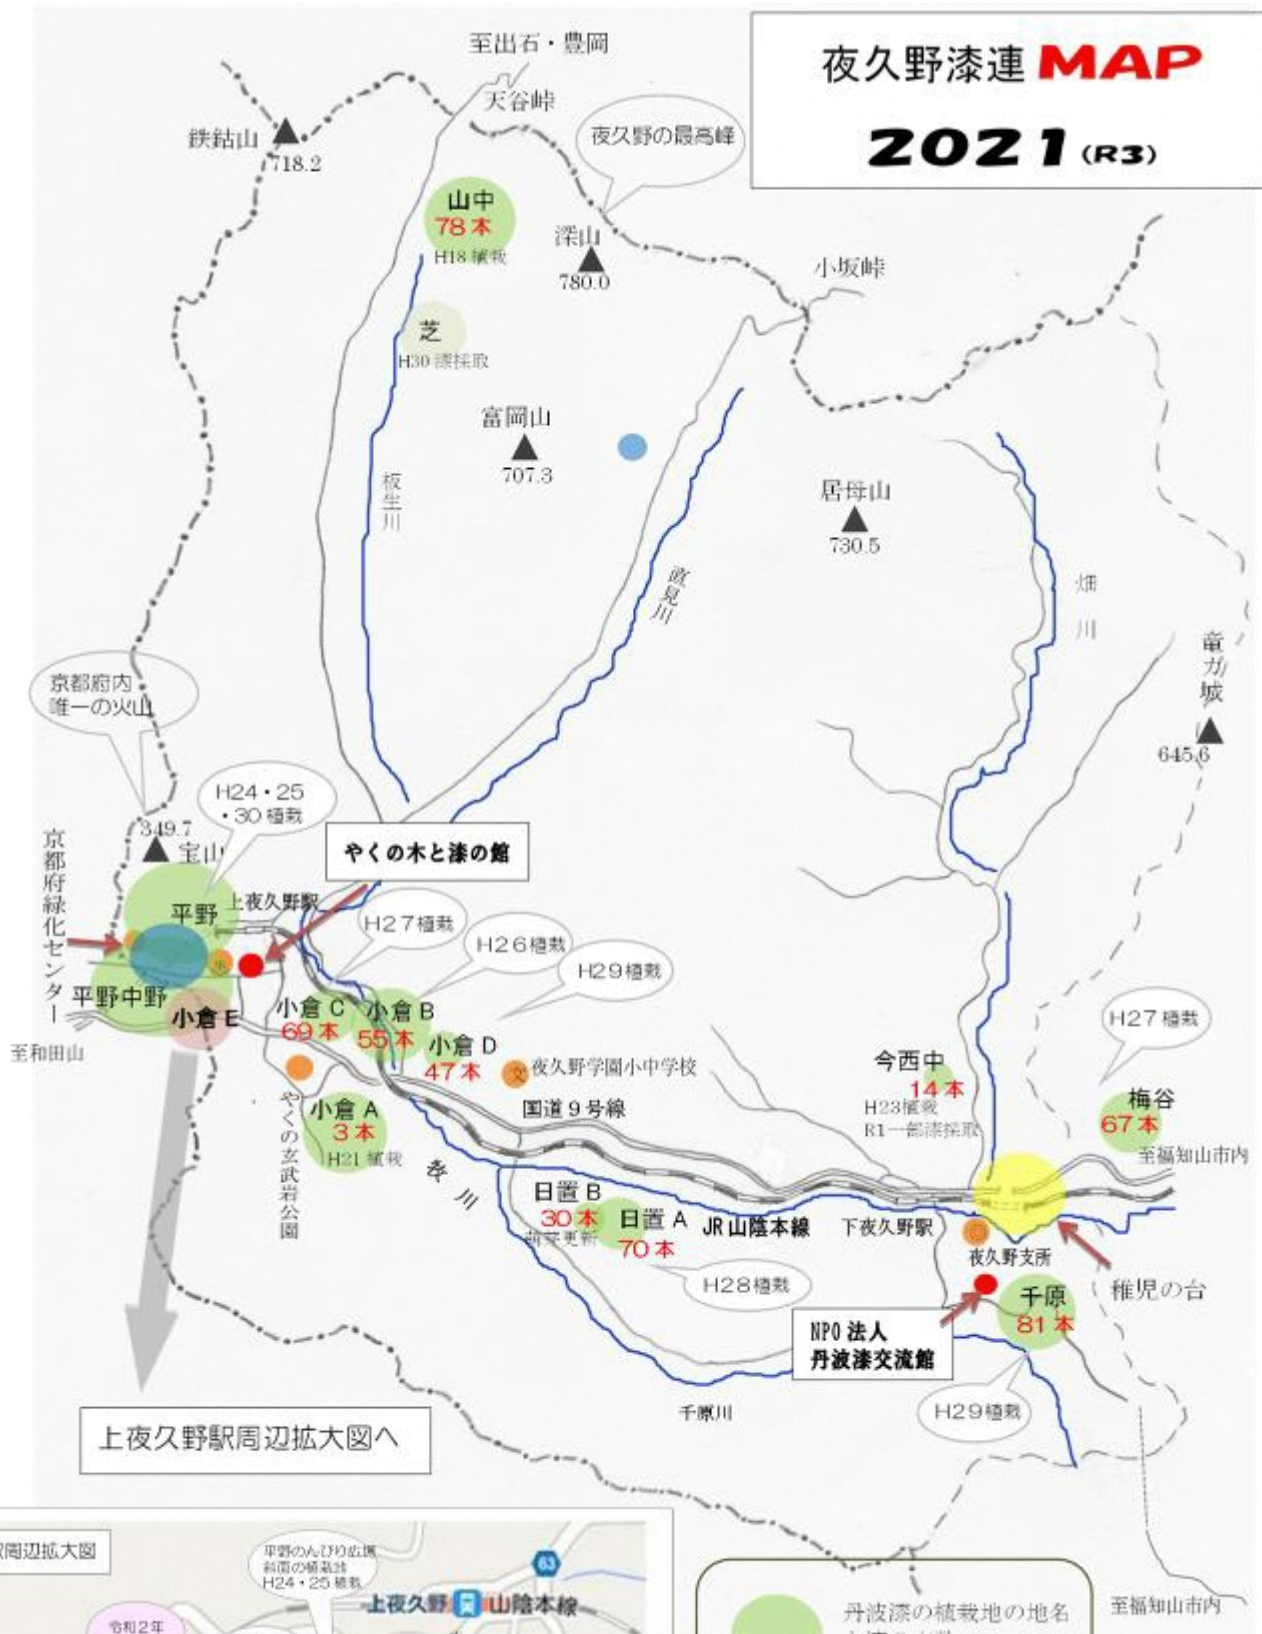 夜久野漆連MAP
2021(R3)
至出石・豊岡
天谷峠
鉄鈷山
718.2
夜久野の最高峰
山中
78本
H18植栽
深山
780.0
小坂峠
芝
H30漆採取
富岡山
707.3
板生川
居母山
730.5
直見川
畑川
竜ガ城
645.6
京都府内
唯一の火山
H24・25
・30植栽
349.7
宝山
京都府緑化センター
やくの木と漆の館
平野
上夜久野駅
H27植栽
H26植栽
H29植栽
平野中野
小倉E
小倉C
69本
小倉B
55本
小倉D
47本
文
夜久野学園小中学校
至和田山
今西中
14本
H23植栽
R1一部漆採取
H27植栽
梅谷
67本
至福知山市内
やくの玄武岩公園
小倉A
3本
H21植栽
国道9号線
川
日置B
30本
萌芽更新
日置A
70本
JR山陰本線
下夜久野駅
夜久野支所
H28植栽
稚児の台
千原
81本
NPO法人
丹波漆交流館
千原川
H29植栽
上夜久野駅周辺拡大図へ
駅周辺拡大図
平野のんびり広場
斜面の植栽地
H24・25植栽
63
上夜久野
山陰本線
令和2年
丹波漆の植栽地の地名
至福知山市内